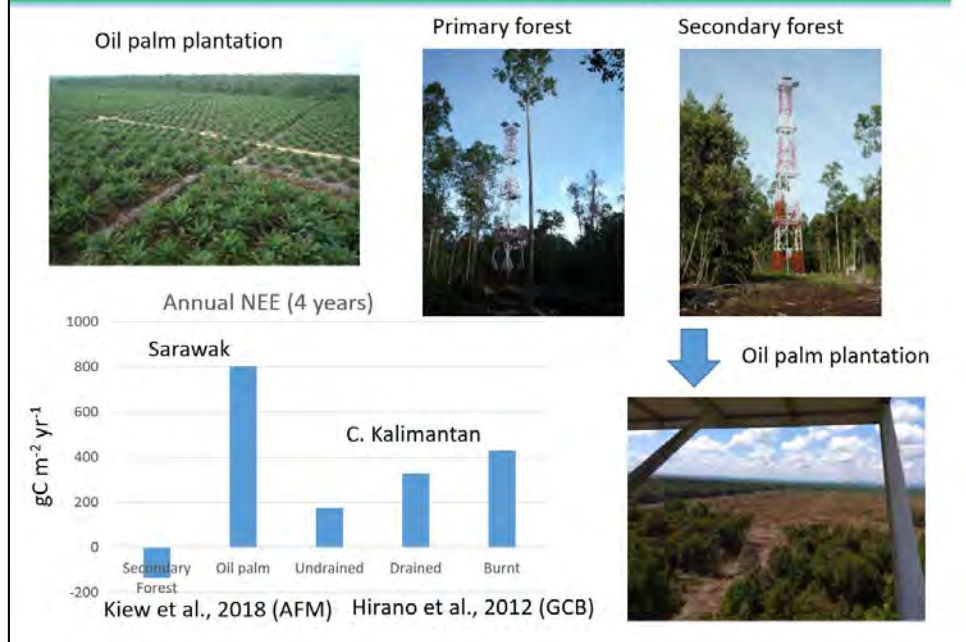 Oil palm plantation
Primary forest
Secondary forest
Annual NEE (4 years)
1000
800
600
400
200
0
-200
gC m⁻² yr⁻¹
Sarawak
C. Kalimantan
Secondary
Forest
Oil palm
Undrained
Drained
Burnt
Kiew et al., 2018 (AFM)
Hirano et al., 2012 (GCB)
Oil palm plantation